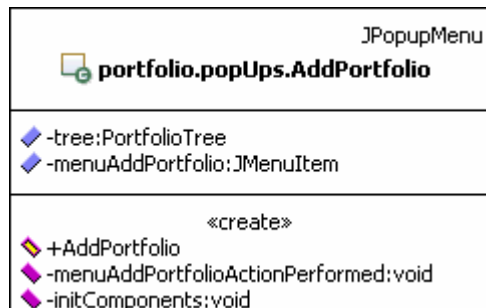 JPopupMenu
portfolio.popUps.AddPortfolio
-tree:PortfolioTree
-menuAddPortfolio:JMenuItem
«create»
+AddPortfolio
-menuAddPortfolioActionPerformed:void
-initComponents:void